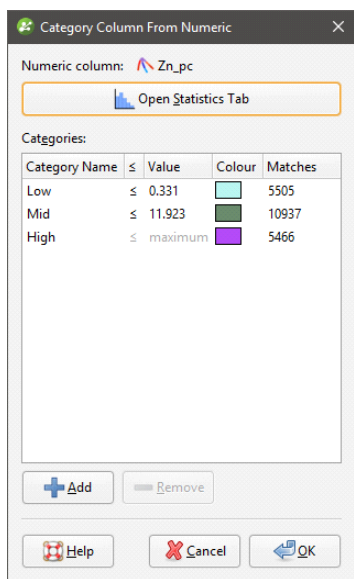 Category Column From Numeric
Numeric column: Zn_pc
Open Statistics Tab
Categories:
Category Name ≤ Value Colour Matches
Low ≤ 0.331 5505
Mid ≤ 11.923 10937
High ≤ maximum 5466
Add Remove
Help Cancel OK